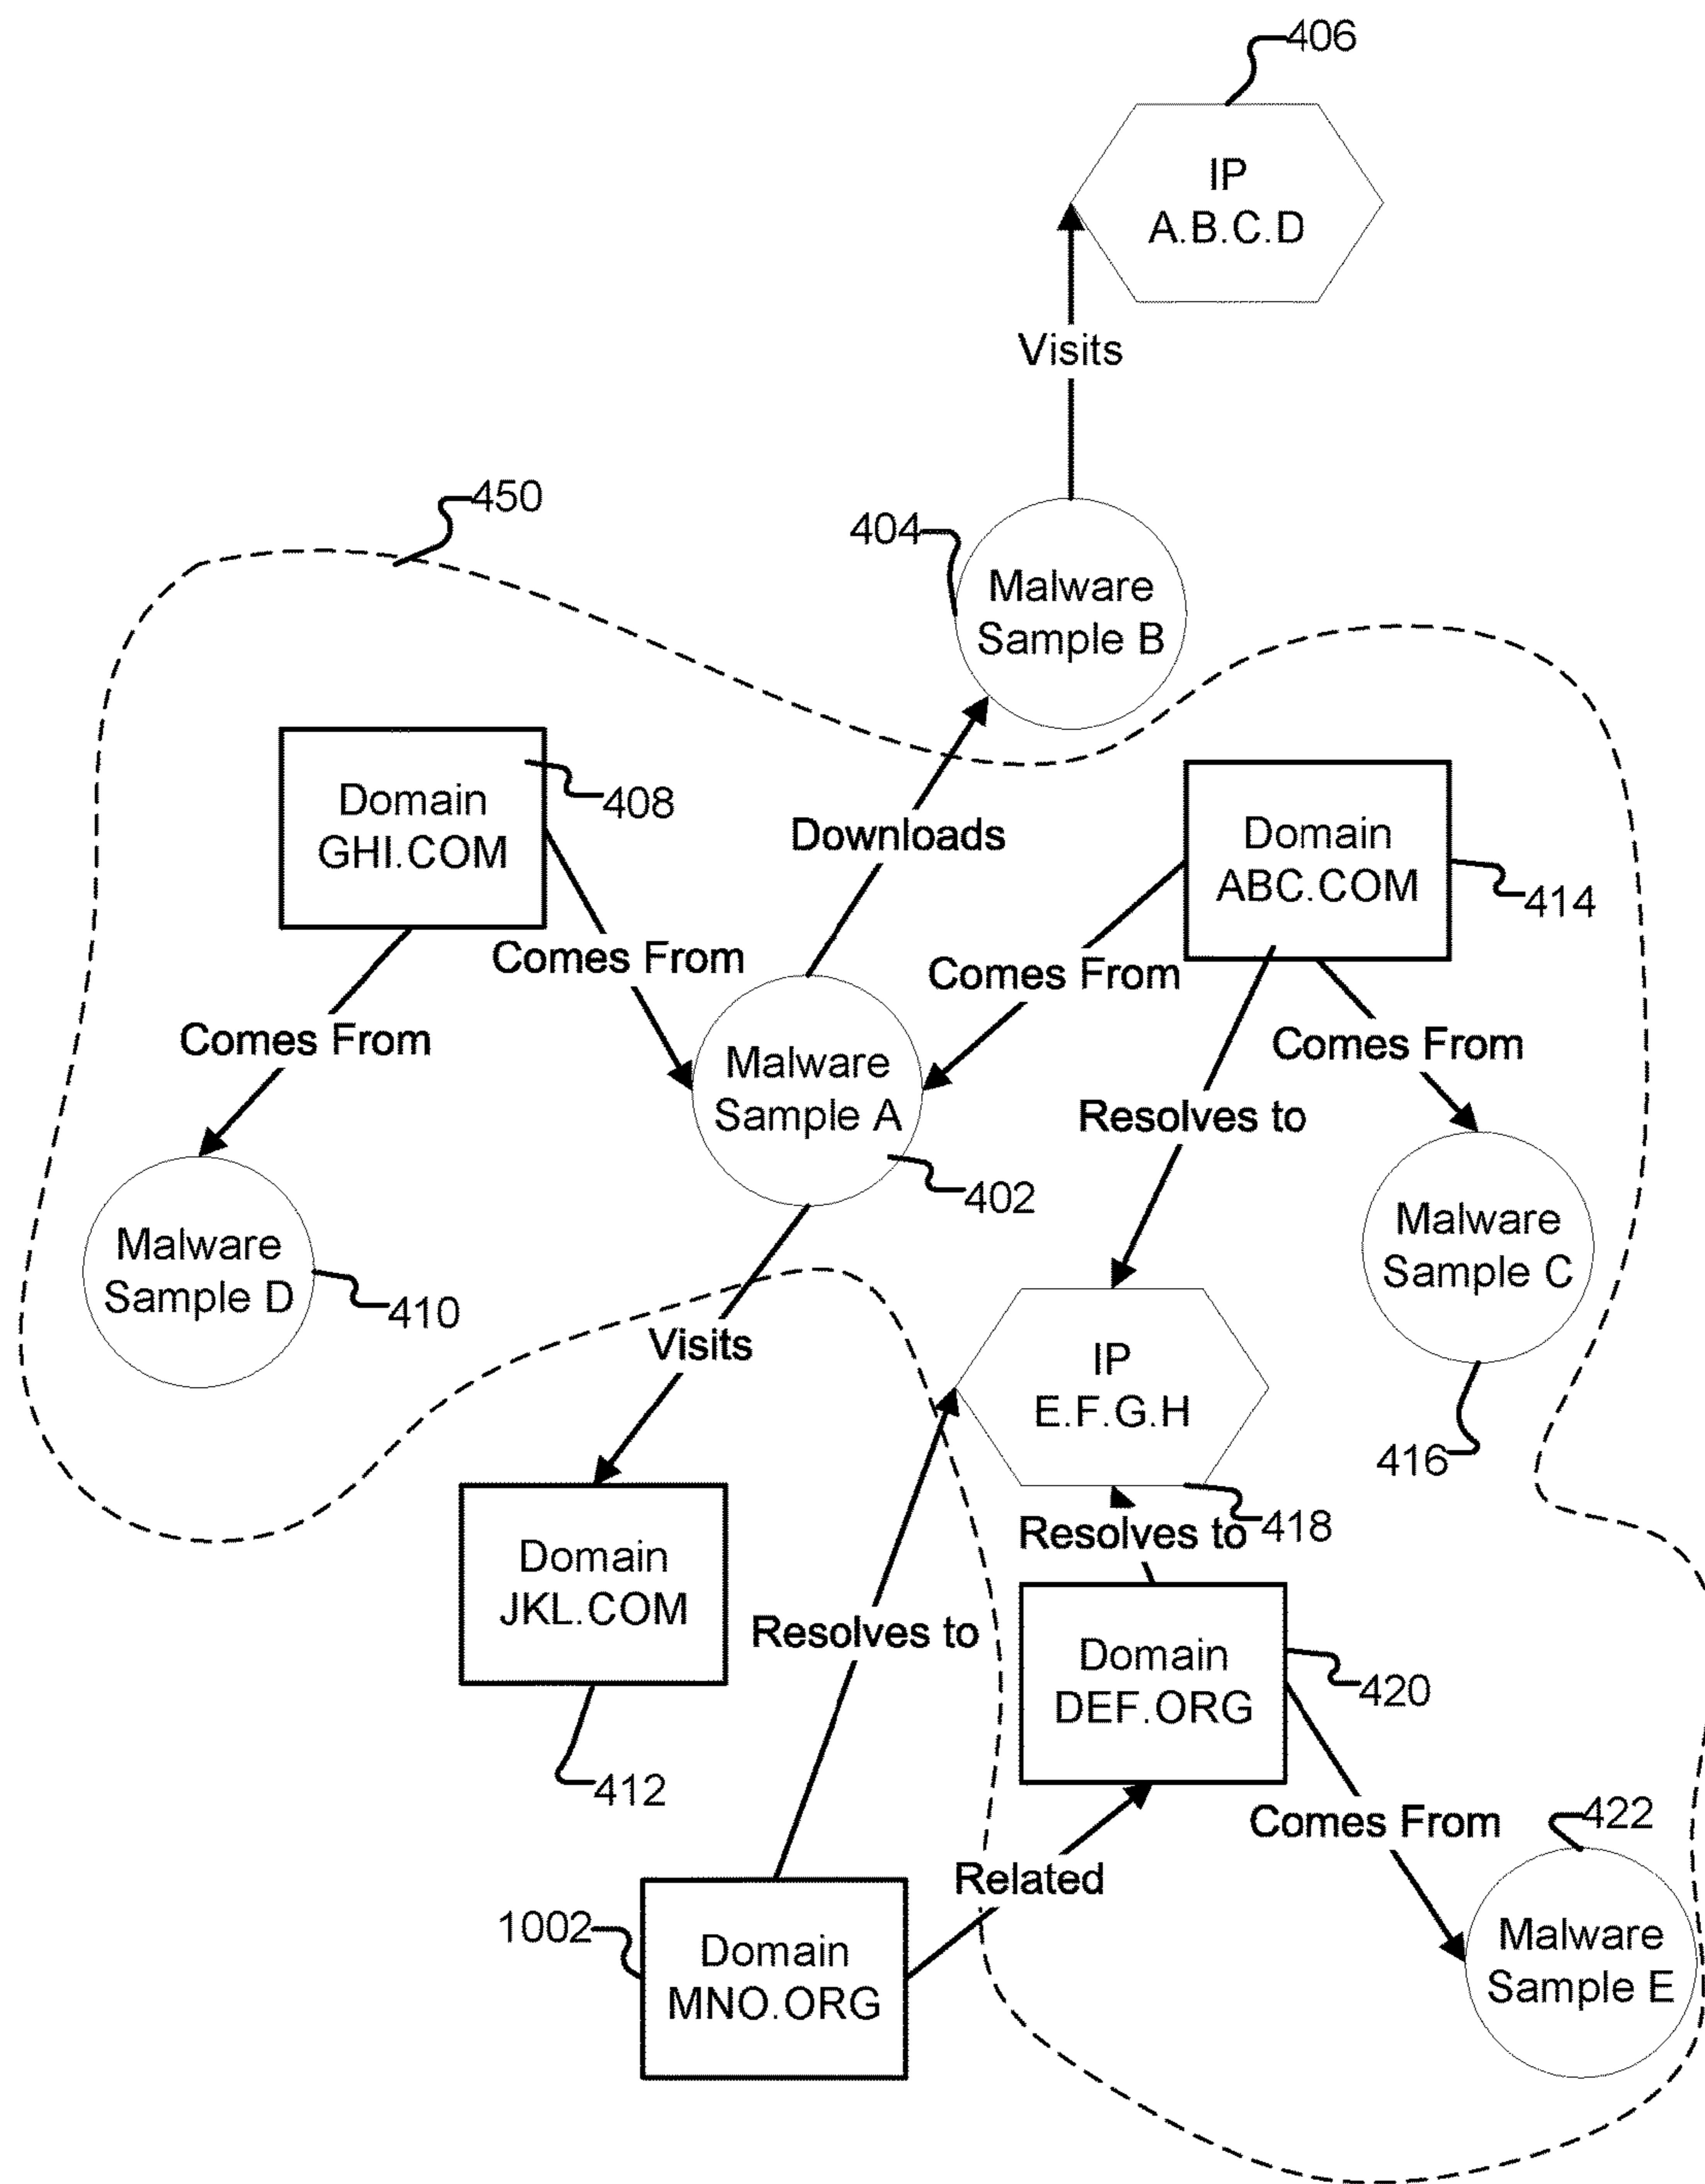 406
IP
A.B.C.D
Visits
450
404
Malware
Sample B
Domain
GHI.COM
408
Downloads
Domain
ABC.COM
414
Comes From
Comes From
Comes From
Comes From
Malware
Sample A
402
Resolves to
Malware
Sample D
410
Malware
Sample C
416
Visits
IP
E.F.G.H
418
Resolves to
Domain
JKL.COM
412
Resolves to
Domain
DEF.ORG
420
Comes From
422
Related
1002
Domain
MNO.ORG
Malware
Sample E